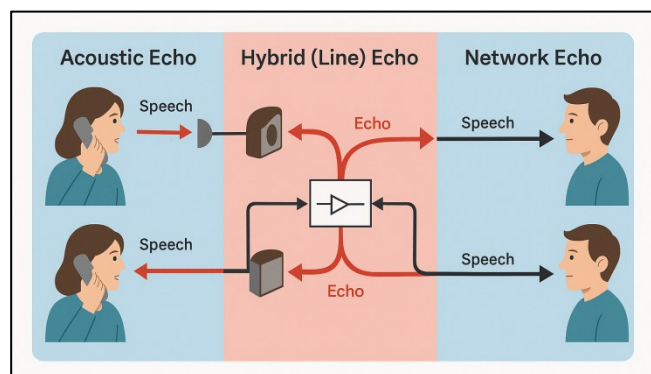 Acoustic Echo
Hybrid (Line) Echo
Network Echo
Speech
Echo
Speech
Speech
Echo
Speech